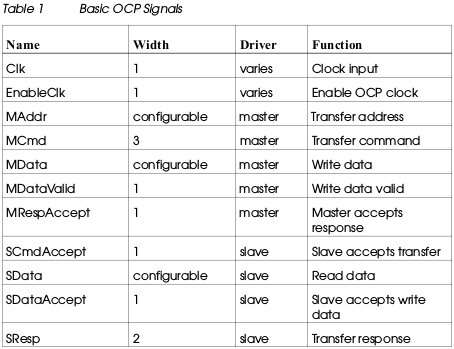 Table 1 Basic OCP Signals
Name Width Driver Function
Clk 1 varies Clock input
EnableClk 1 varies Enable OCP clock
MAddr configurable master Transfer address
MCmd 3 master Transfer command
MData configurable master Write data
MDataValid 1 master Write data valid
MRespAccept 1 master Master accepts
response
SCmdAccept 1 slave Slave accepts transfer
SData configurable slave Read data
SDataAccept 1 slave Slave accepts write
data
SResp 2 slave Transfer response